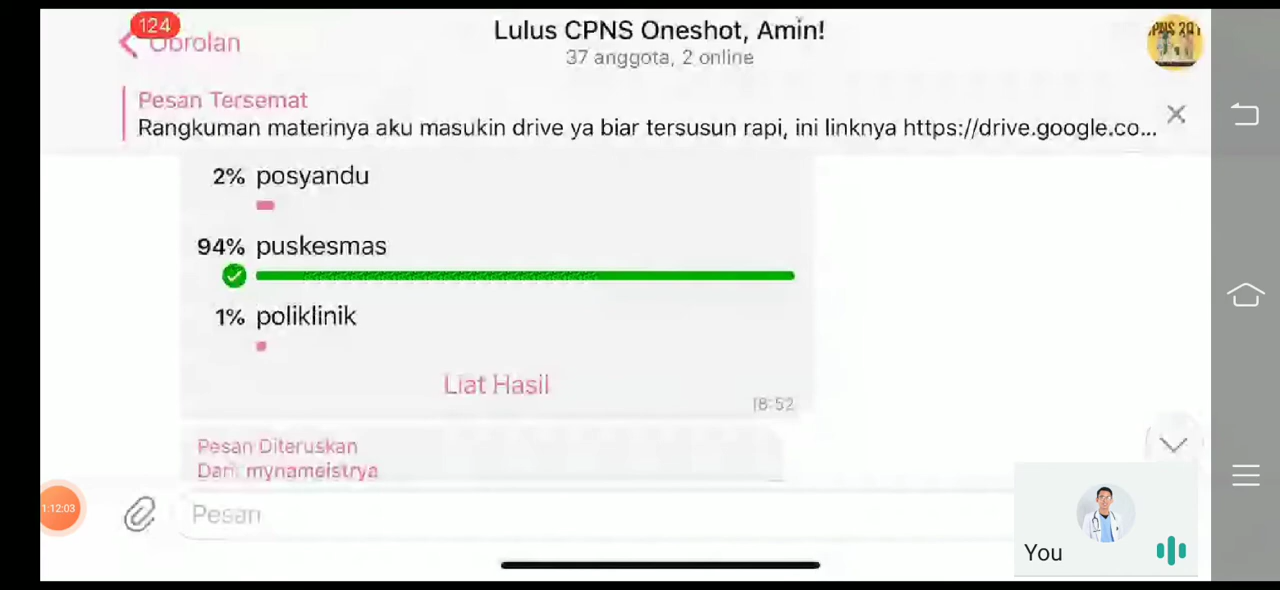 124
Obrolan
Lulus CPNS Oneshot, Amin!
37 anggota, 2 online
Pesan Tersemat
Rangkuman materinya aku masukin drive ya biar tersusun rapi, ini linknya https://drive.google.co...
2% posyandu
94% puskesmas
1% poliklinik
Liat Hasil
18:52
Pesan Diteruskan
Dari mynameistrya
1:12:03
Pesan
You